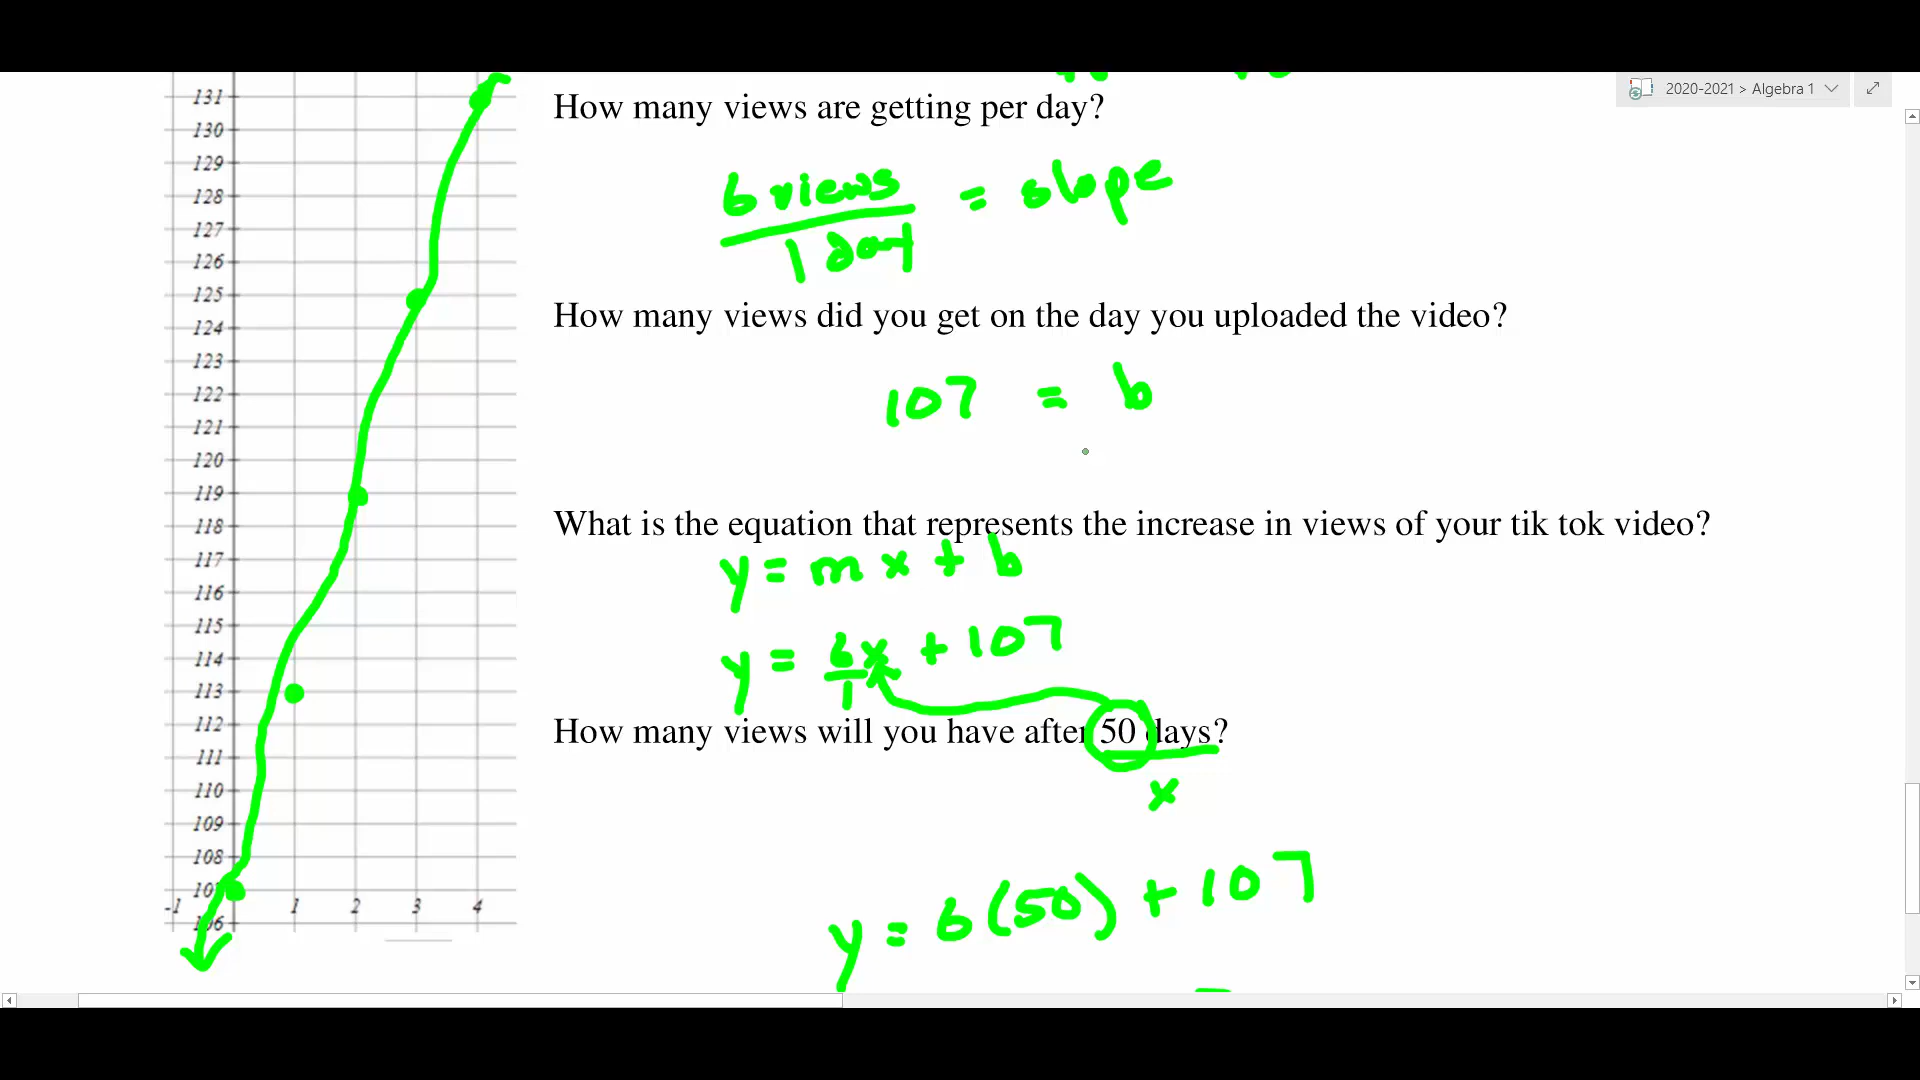 2020-2021 > Algebra 1
How many views are getting per day?
6 views
1 day
= slope
How many views did you get on the day you uploaded the video?
107 = b
What is the equation that represents the increase in views of your tik tok video?
y = mx + b
y = 6x + 107
1
How many views will you have after 50 days?
x
y = 6(50) + 107
131
130
129
128
127
126
125
124
123
122
121
120
119
118
117
116
115
114
113
112
111
110
109
108
107
-1 1 2 3 4
106